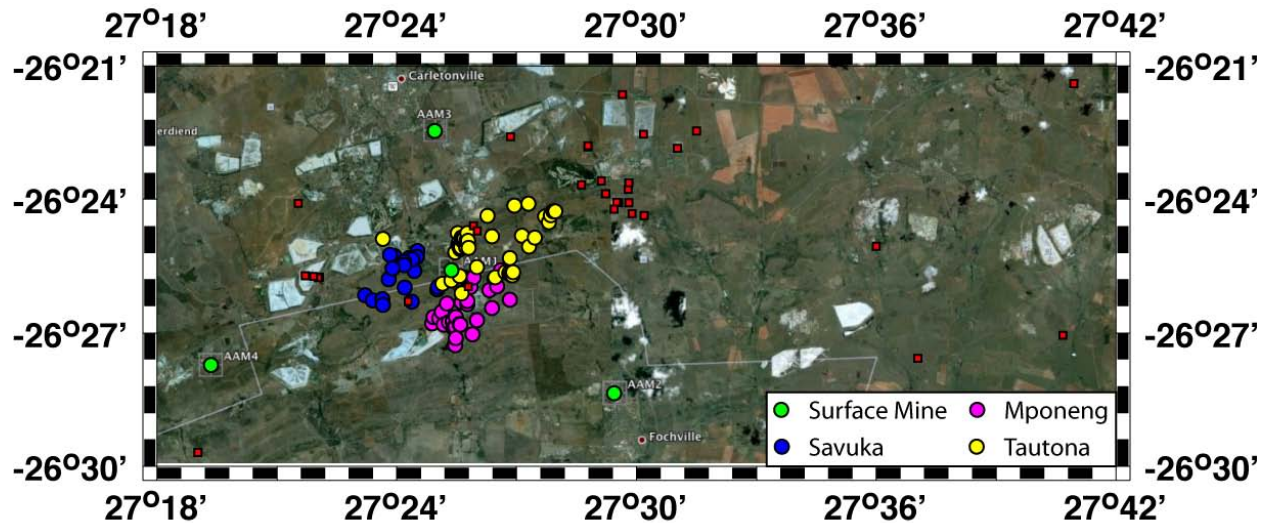 27°18' 27°24' 27°30' 27°36' 27°42'
-26°21' -26°21'
Carletonville
AAM3
erdiend
-26°24' -26°24'
AAM1
-26°27' -26°27'
AAM4
AAM2
Surface Mine Mponeng
Fochville
Savuka Tautona
-26°30' -26°30'
27°18' 27°24' 27°30' 27°36' 27°42'